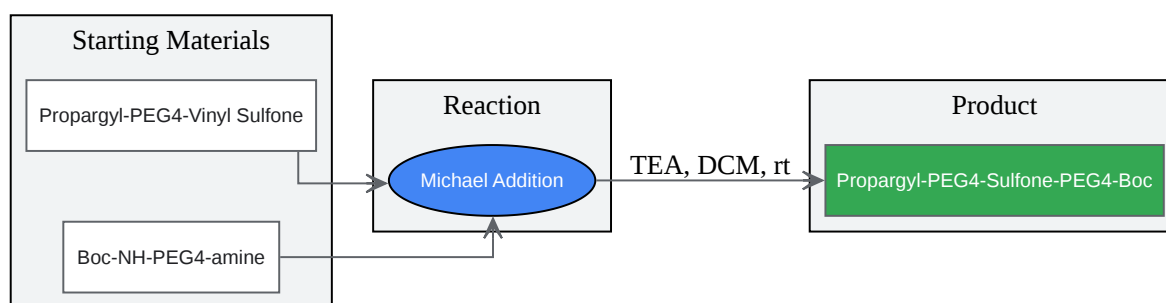 Starting Materials
Propargyl-PEG4-Vinyl Sulfone
Boc-NH-PEG4-amine
Reaction
Michael Addition
TEA, DCM, rt
Product
Propargyl-PEG4-Sulfone-PEG4-Boc